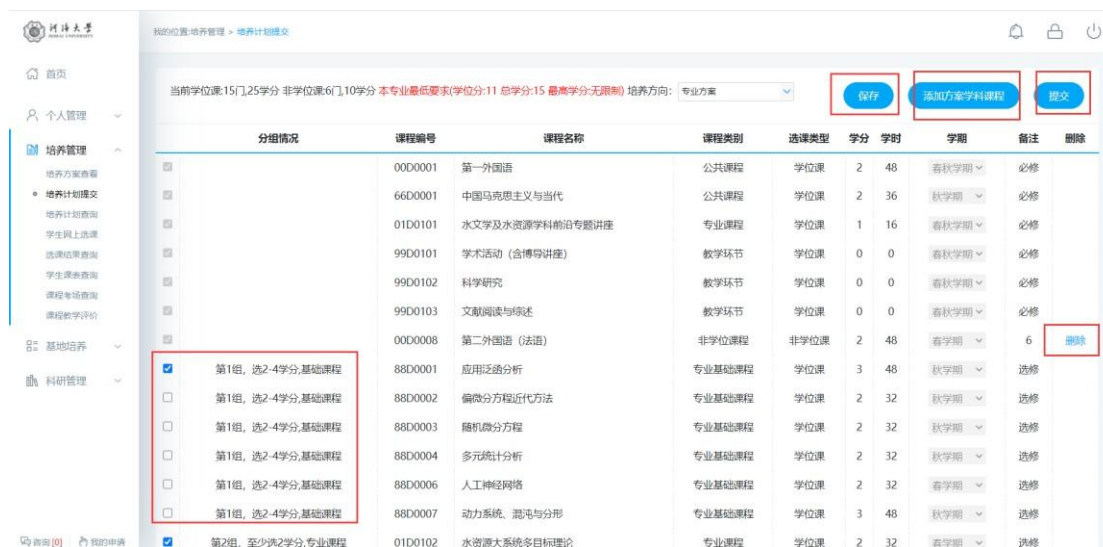 河海大学
HOHAI UNIVERSITY
我的位置:培养管理 > 培养计划提交
首页
个人管理
培养管理
培养方案查看
培养计划提交
培养计划查询
学生网上选课
选课结果查询
学生课表查询
课程考场查询
课程教学评价
基地培养
科研管理
咨询[0] 我的申请
当前学位课:15门,25学分 非学位课:6门,10学分 本专业最低要求(学位分:11 总学分:15 最高学分:无限制) 培养方向: 专业方案 保存 添加方案学科课程 提交
分组情况 课程编号 课程名称 课程类别 选课类型 学分 学时 学期 备注 删除
00D0001 第一外国语 公共课程 学位课 2 48 春秋学期 必修
66D0001 中国马克思主义与当代 公共课程 学位课 2 36 秋学期 必修
01D0101 水文学及水资源学科前沿专题讲座 专业课程 学位课 1 16 春秋学期 必修
99D0101 学术活动（含博导讲座） 教学环节 学位课 0 0 春秋学期 必修
99D0102 科学研究 教学环节 学位课 0 0 春秋学期 必修
99D0103 文献阅读与综述 教学环节 学位课 0 0 春秋学期 必修
00D0008 第二外国语（法语） 非学位课程 非学位课 2 48 春学期 6 删除
第1组，选2-4学分,基础课程 88D0001 应用泛函分析 专业基础课程 学位课 3 48 秋学期 选修
第1组，选2-4学分,基础课程 88D0002 偏微分方程近代方法 专业基础课程 学位课 2 32 秋学期 选修
第1组，选2-4学分,基础课程 88D0003 随机微分方程 专业基础课程 学位课 2 32 秋学期 选修
第1组，选2-4学分,基础课程 88D0004 多元统计分析 专业基础课程 学位课 2 32 秋学期 选修
第1组，选2-4学分,基础课程 88D0006 人工神经网络 专业基础课程 学位课 2 32 春学期 选修
第1组，选2-4学分,基础课程 88D0007 动力系统、混沌与分形 专业基础课程 学位课 3 48 秋学期 选修
第2组，至少选2学分,专业课程 01D0102 水资源大系统多目标理论 专业课程 学位课 2 32 春学期 选修